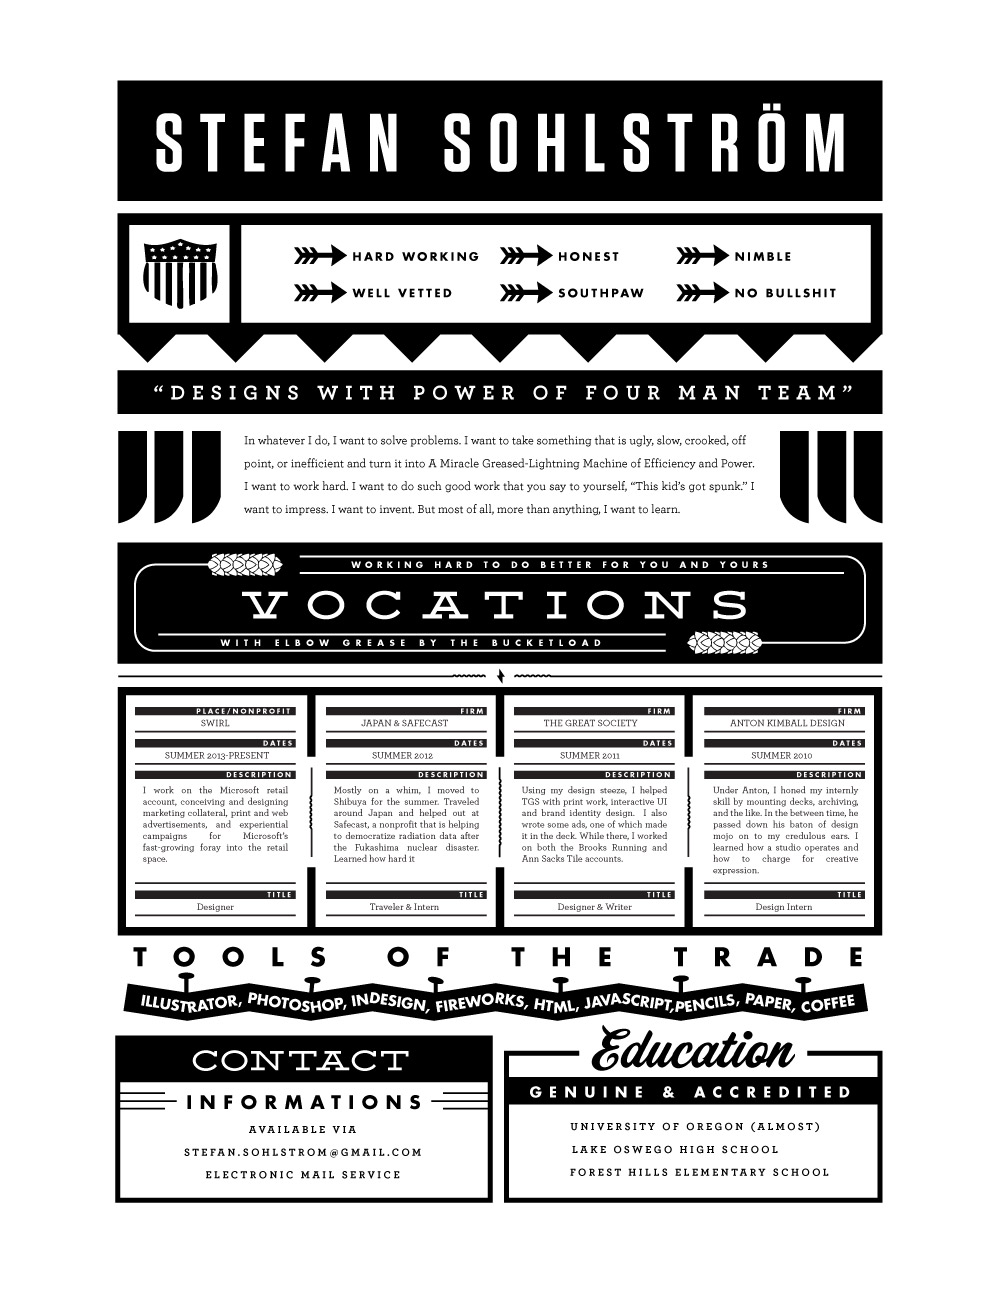 STEFAN SOHLSTRÖM
HARD WORKING
HONEST
NIMBLE
WELL VETTED
SOUTHPAW
NO BULLSHIT
“DESIGNS WITH POWER OF FOUR MAN TEAM”
In whatever I do, I want to solve problems. I want to take something that is ugly, slow, crooked, off
point, or inefficient and turn it into A Miracle Greased-Lightning Machine of Efficiency and Power.
I want to work hard. I want to do such good work that you say to yourself, “This kid’s got spunk.” I
want to impress. I want to invent. But most of all, more than anything, I want to learn.
WORKING HARD TO DO BETTER FOR YOU AND YOURS
VOCATIONS
WITH ELBOW GREASE BY THE BUCKETLOAD
PLACE/NONPROFIT
SWIRL
DATES
SUMMER 2013-PRESENT
DESCRIPTION
I work on the Microsoft retail
account, conceiving and designing
marketing collateral, print and web
advertisements, and experiential
campaigns for Microsoft’s
fast-growing foray into the retail
space.
TITLE
Designer
FIRM
JAPAN & SAFECAST
DATES
SUMMER 2012
DESCRIPTION
Mostly on a whim, I moved to
Shibuya for the summer. Traveled
around Japan and helped out at
Safecast, a nonprofit that is helping
to democratize radiation data after
the Fukashima nuclear disaster.
Learned how hard it
TITLE
Traveler & Intern
FIRM
THE GREAT SOCIETY
DATES
SUMMER 2011
DESCRIPTION
Using my design steeze, I helped
TGS with print work, interactive UI
and brand identity design. I also
wrote some ads, one of which made
it in the deck. While there, I worked
on both the Brooks Running and
Ann Sacks Tile accounts.
TITLE
Designer & Writer
FIRM
ANTON KIMBALL DESIGN
DATES
SUMMER 2010
DESCRIPTION
Under Anton, I honed my internly
skill by mounting decks, archiving,
and the like. In the between time, he
passed down his baton of design
mojo on to my credulous ears. I
learned how a studio operates and
how to charge for creative
expression.
TITLE
Design Intern
TOOLS OF THE TRADE
ILLUSTRATOR, PHOTOSHOP, INDESIGN, FIREWORKS, HTML, JAVASCRIPT,PENCILS, PAPER, COFFEE
CONTACT
INFORMATIONS
AVAILABLE VIA
STEFAN.SOHLSTROM@GMAIL.COM
ELECTRONIC MAIL SERVICE
Education
GENUINE & ACCREDITED
UNIVERSITY OF OREGON (ALMOST)
LAKE OSWEGO HIGH SCHOOL
FOREST HILLS ELEMENTARY SCHOOL